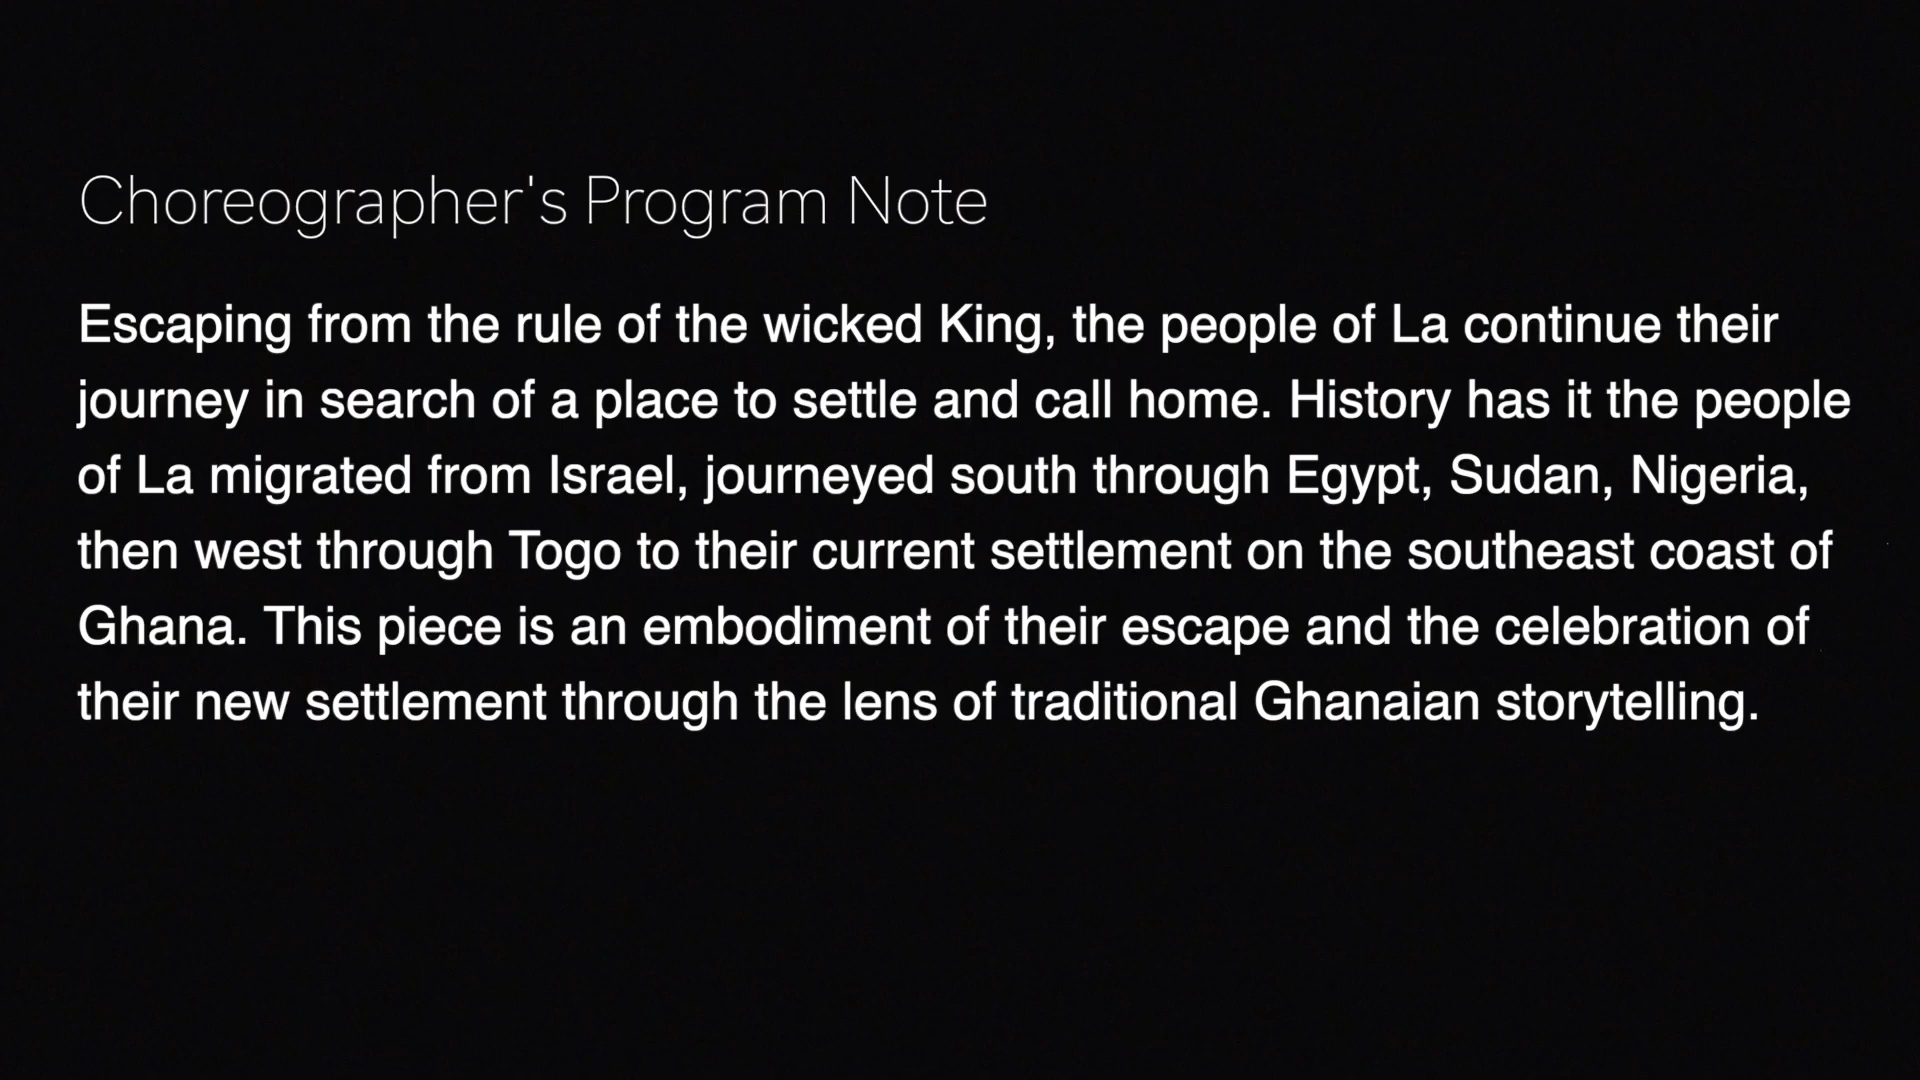 Choreographer's Program Note
Escaping from the rule of the wicked King, the people of La continue their
journey in search of a place to settle and call home. History has it the people
of La migrated from Israel, journeyed south through Egypt, Sudan, Nigeria,
then west through Togo to their current settlement on the southeast coast of
Ghana. This piece is an embodiment of their escape and the celebration of
their new settlement through the lens of traditional Ghanaian storytelling.